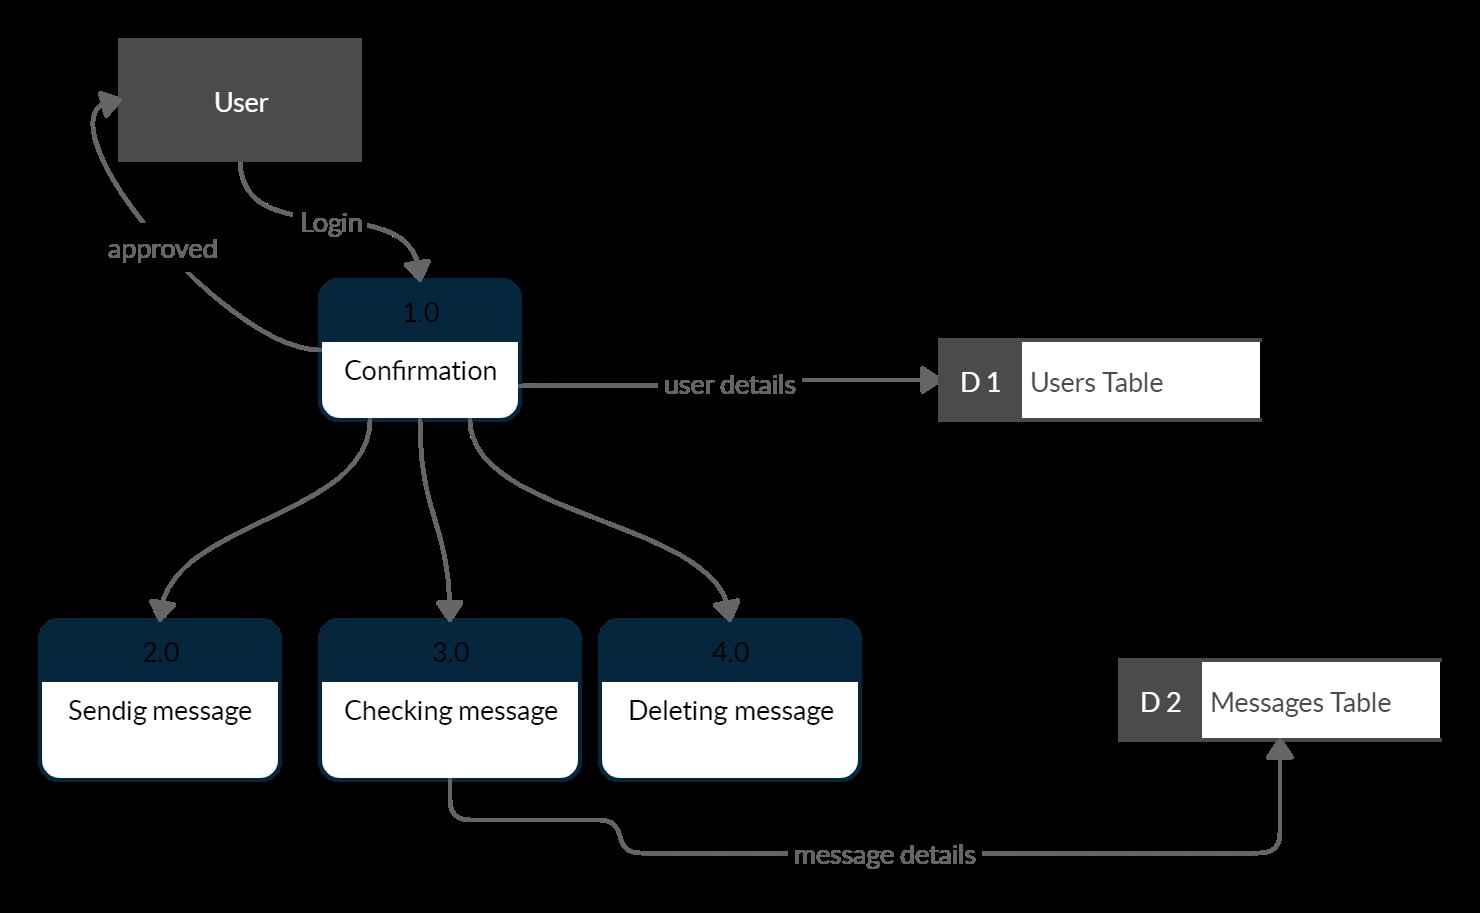 User
Login
approved
1.0
Confirmation
user details
D 1
Users Table
2.0
Sendig message
3.0
Checking message
4.0
Deleting message
D 2
Messages Table
message details